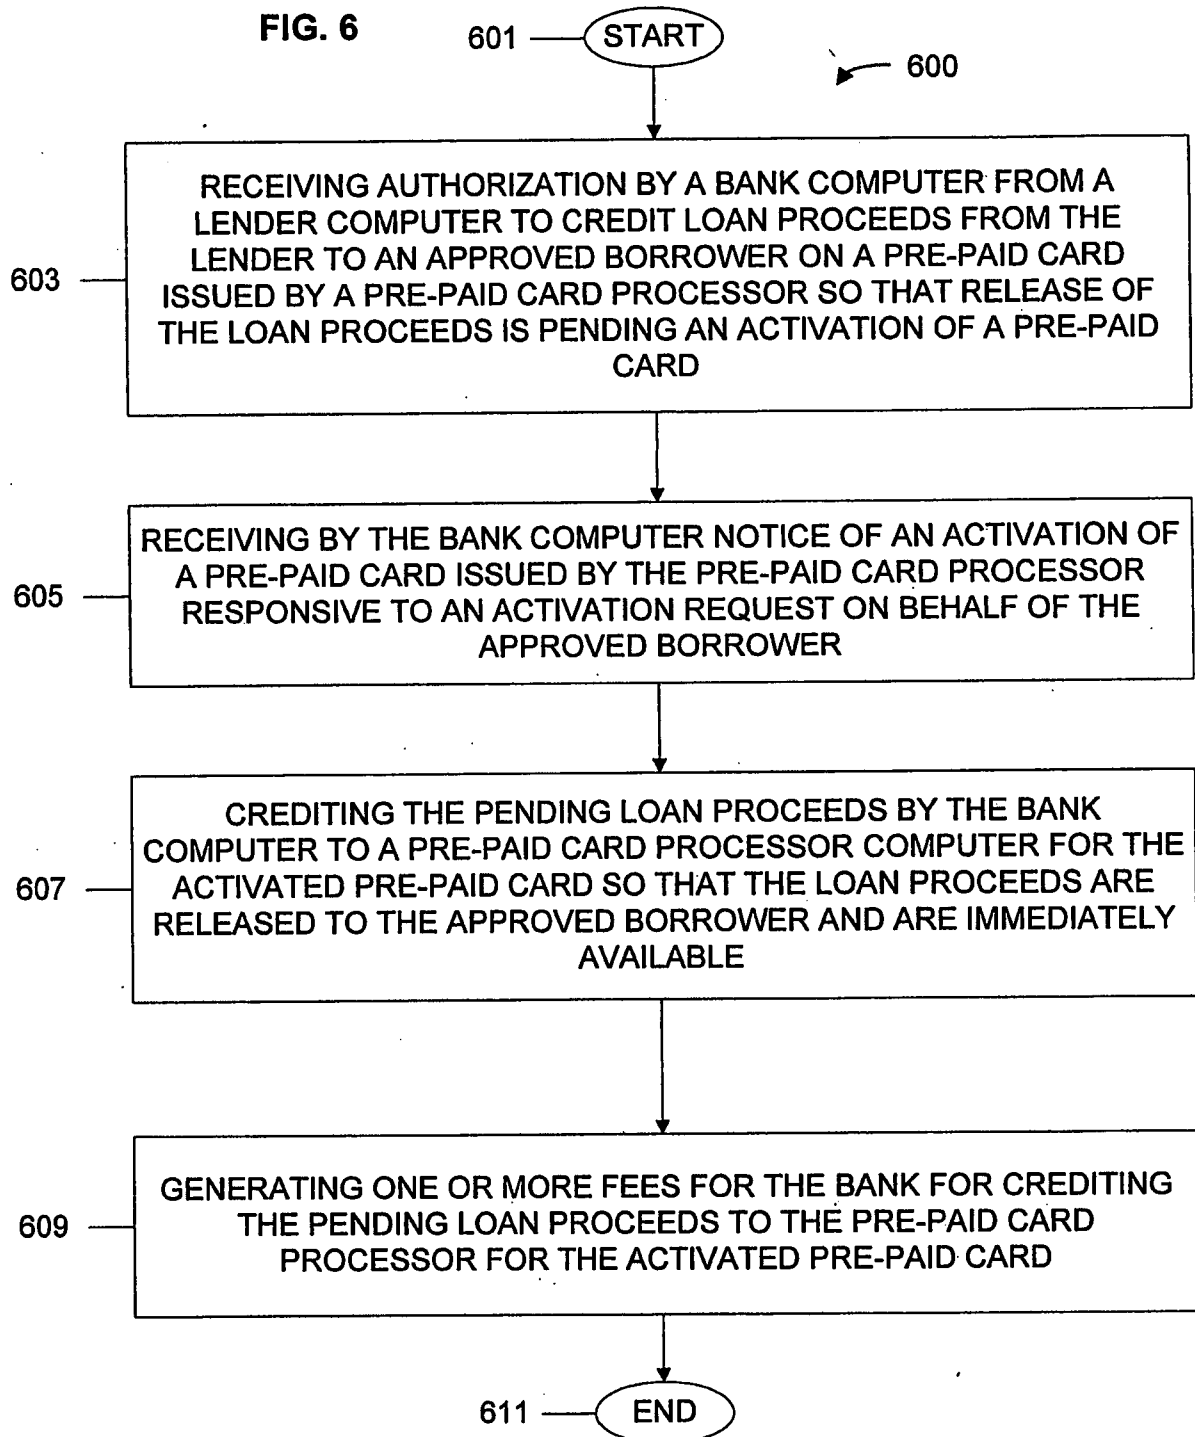 FIG. 6
601
START
600
RECEIVING AUTHORIZATION BY A BANK COMPUTER FROM A
LENDER COMPUTER TO CREDIT LOAN PROCEEDS FROM THE
LENDER TO AN APPROVED BORROWER ON A PRE-PAID CARD
ISSUED BY A PRE-PAID CARD PROCESSOR SO THAT RELEASE OF
THE LOAN PROCEEDS IS PENDING AN ACTIVATION OF A PRE-PAID
CARD
603
RECEIVING BY THE BANK COMPUTER NOTICE OF AN ACTIVATION OF
A PRE-PAID CARD ISSUED BY THE PRE-PAID CARD PROCESSOR
RESPONSIVE TO AN ACTIVATION REQUEST ON BEHALF OF THE
APPROVED BORROWER
605
CREDITING THE PENDING LOAN PROCEEDS BY THE BANK
COMPUTER TO A PRE-PAID CARD PROCESSOR COMPUTER FOR THE
ACTIVATED PRE-PAID CARD SO THAT THE LOAN PROCEEDS ARE
RELEASED TO THE APPROVED BORROWER AND ARE IMMEDIATELY
AVAILABLE
607
GENERATING ONE OR MORE FEES FOR THE BANK FOR CREDITING
THE PENDING LOAN PROCEEDS TO THE PRE-PAID CARD
PROCESSOR FOR THE ACTIVATED PRE-PAID CARD
609
611
END